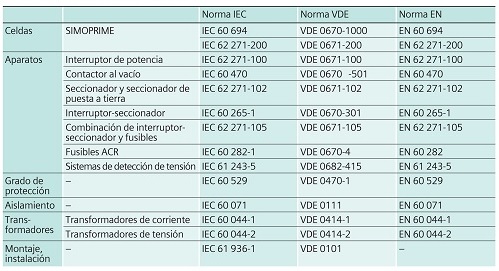 Norma IEC Norma VDE Norma EN
Celdas SIMOPRIME IEC 60 694 VDE 0670-1000 EN 60 694
IEC 62 271-200 VDE 0671-200 EN 62 271-200
Aparatos Interruptor de potencia IEC 62 271-100 VDE 0671-100 EN 62 271-100
Contactor al vacío IEC 60 470 VDE 0670 -501 EN 60 470
Seccionador y seccionador de puesta a tierra IEC 62 271-102 VDE 0671-102 EN 62 271-102
Interruptor-seccionador IEC 60 265-1 VDE 0670-301 EN 60 265-1
Combinación de interruptor-seccionador y fusibles IEC 62 271-105 VDE 0671-105 EN 62 271-105
Fusibles ACR IEC 60 282-1 VDE 0670-4 EN 60 282
Sistemas de detección de tensión IEC 61 243-5 VDE 0682-415 EN 61 243-5
Grado de protección – IEC 60 529 VDE 0470-1 EN 60 529
Aislamiento – IEC 60 071 VDE 0111 EN 60 071
Trans-formadores Transformadores de corriente IEC 60 044-1 VDE 0414-1 EN 60 044-1
Transformadores de tensión IEC 60 044-2 VDE 0414-2 EN 60 044-2
Montaje, instalación – IEC 61 936-1 VDE 0101 –